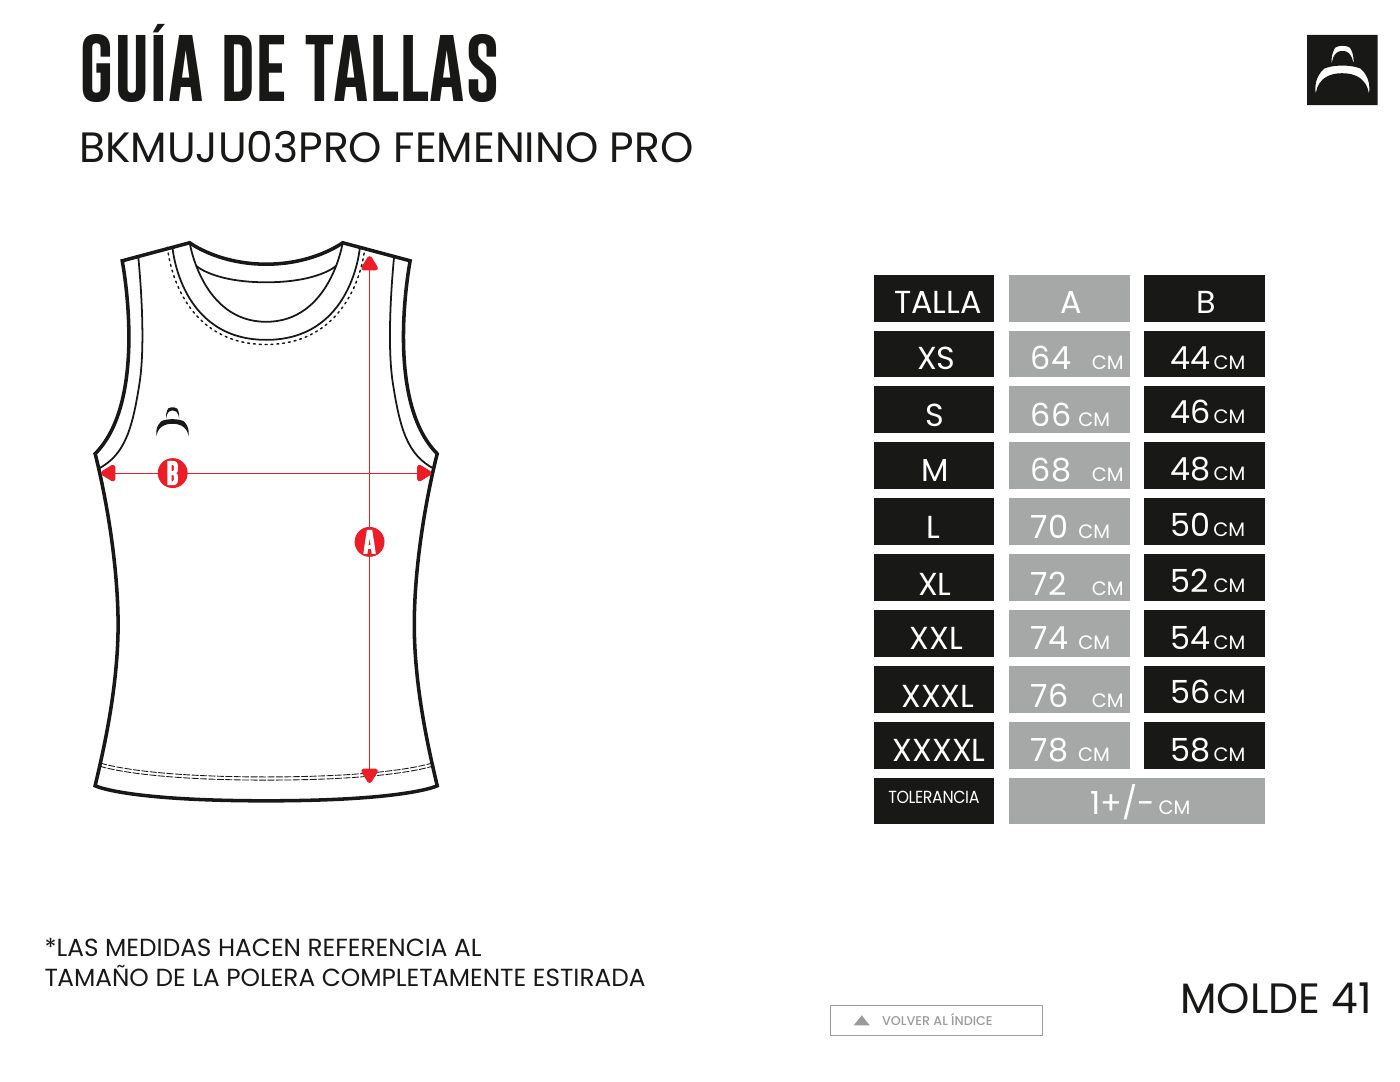 GUÍA DE TALLAS
BKMUJU03PRO FEMENINO PRO
B
A
TALLA A B
XS 64 CM 44 CM
S 66 CM 46 CM
M 68 CM 48 CM
L 70 CM 50 CM
XL 72 CM 52 CM
XXL 74 CM 54 CM
XXXL 76 CM 56 CM
XXXXL 78 CM 58 CM
TOLERANCIA 1+/- CM
*LAS MEDIDAS HACEN REFERENCIA AL
TAMAÑO DE LA POLERA COMPLETAMENTE ESTIRADA
VOLVER AL ÍNDICE
MOLDE 41